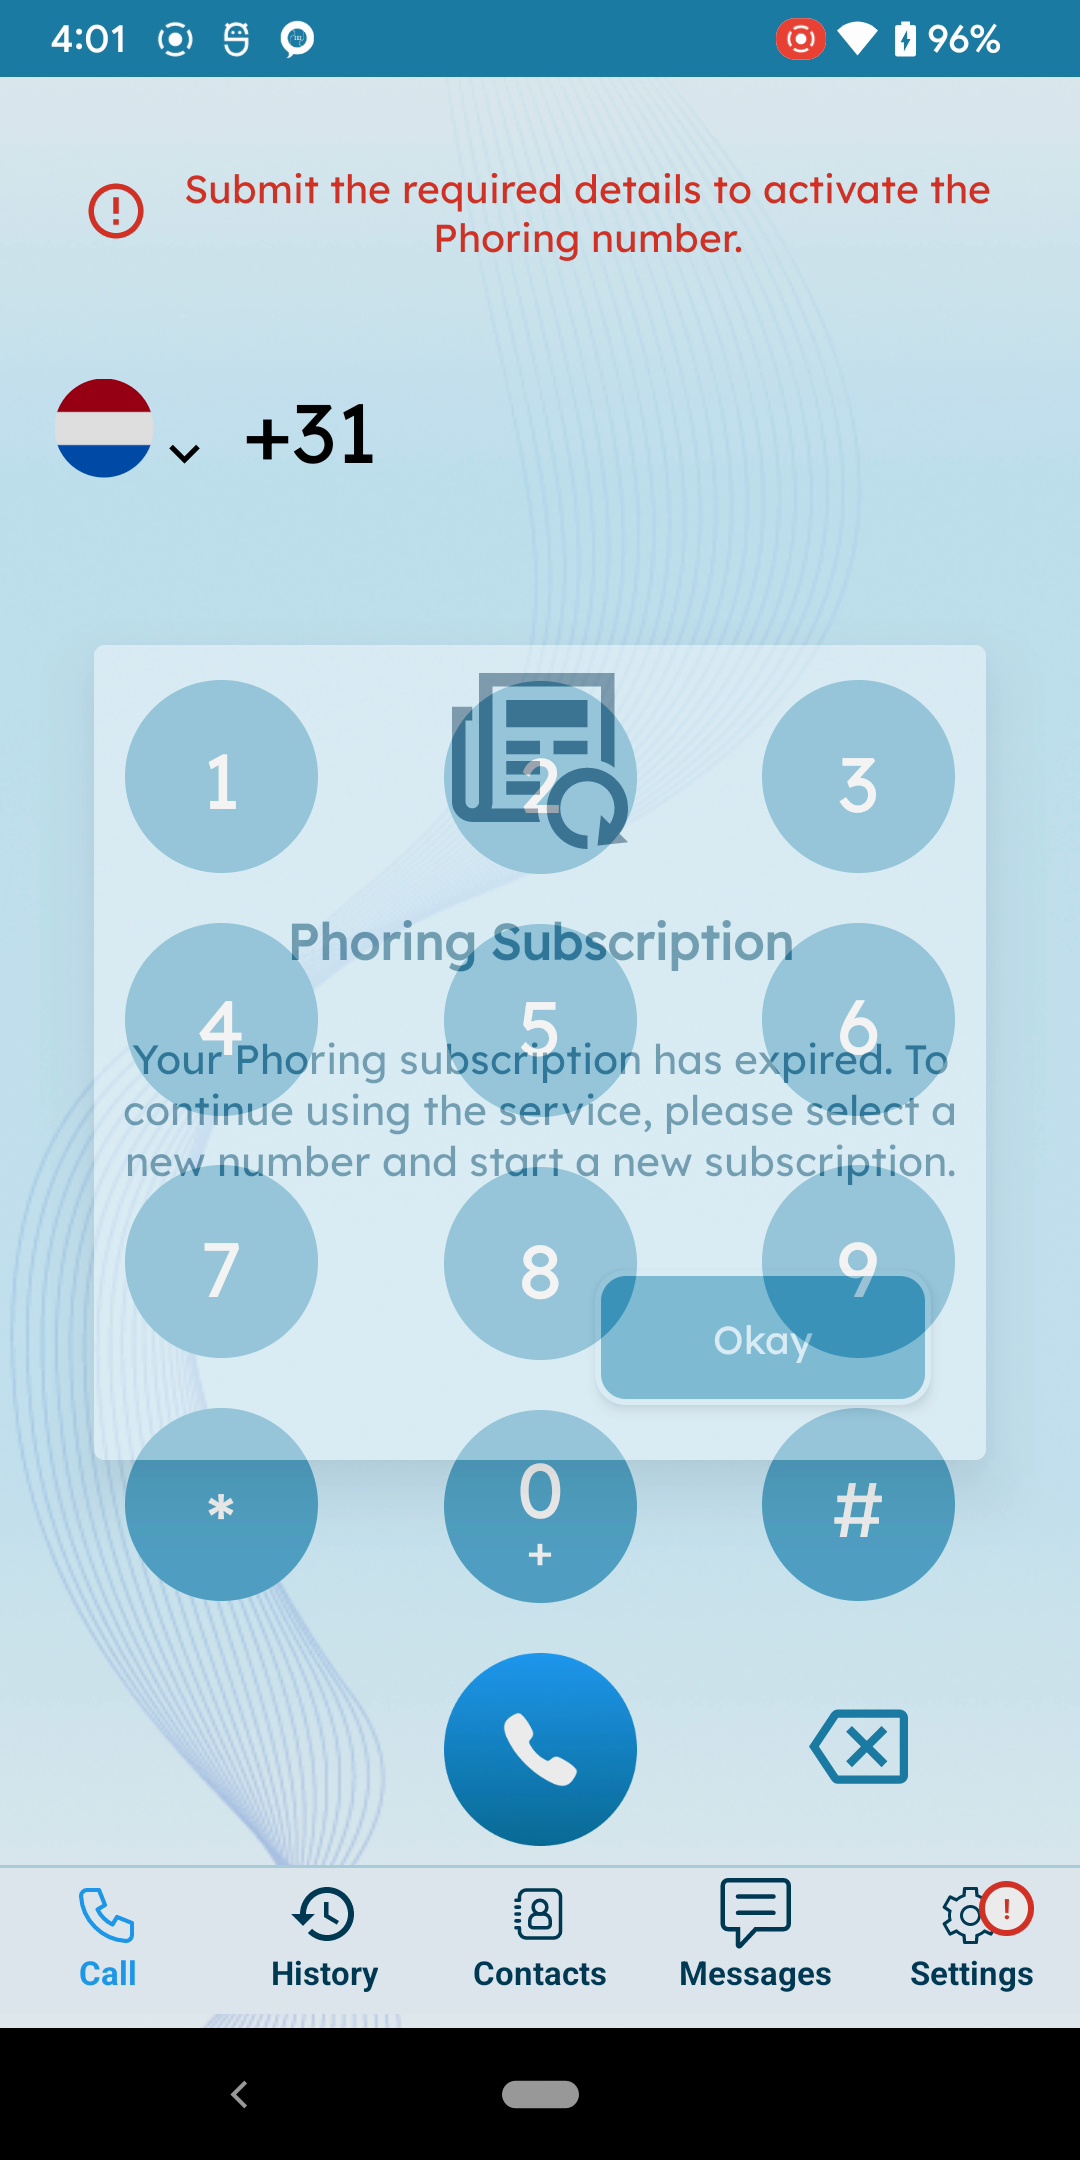 4:01
96%
Submit the required details to activate the
Phoring number.
+31
1
2
3
Phoring Subscription
4
5
6
Your Phoring subscription has expired. To
continue using the service, please select a
new number and start a new subscription.
7
8
9
Okay
*
0
+
#
Call
History
Contacts
Messages
Settings